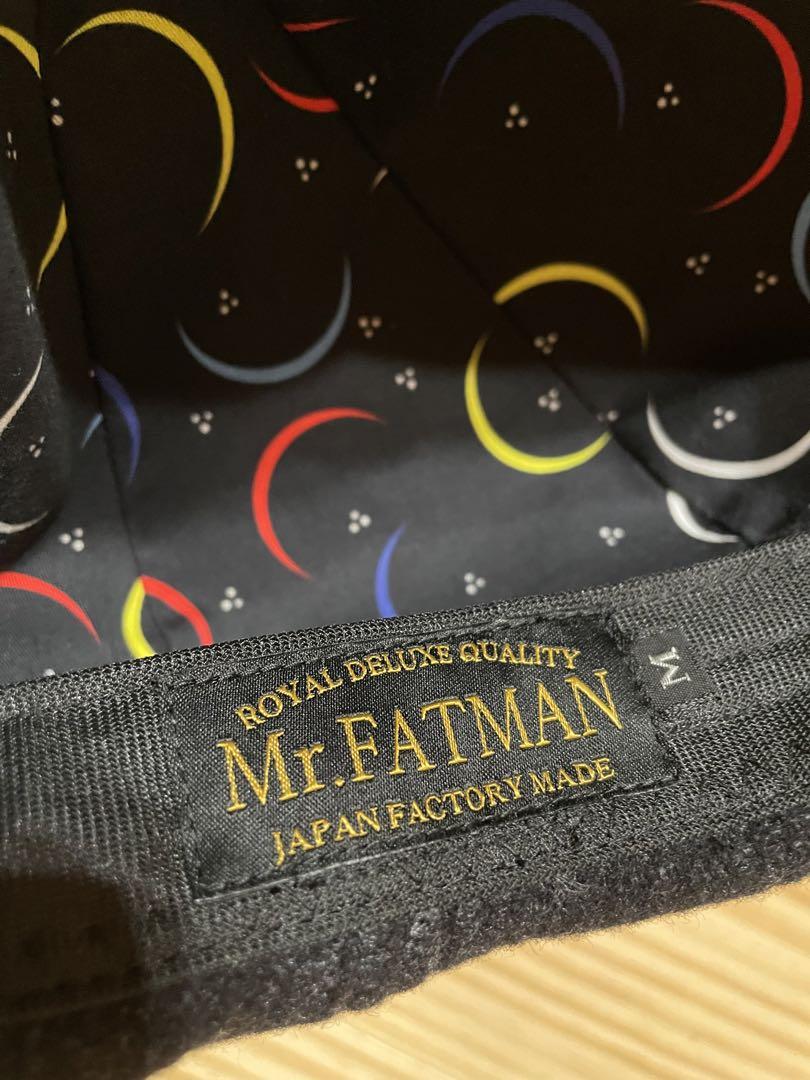 ROYAL DELUXE QUALITY
Mr.FATMAN
JAPAN FACTORY MADE
M